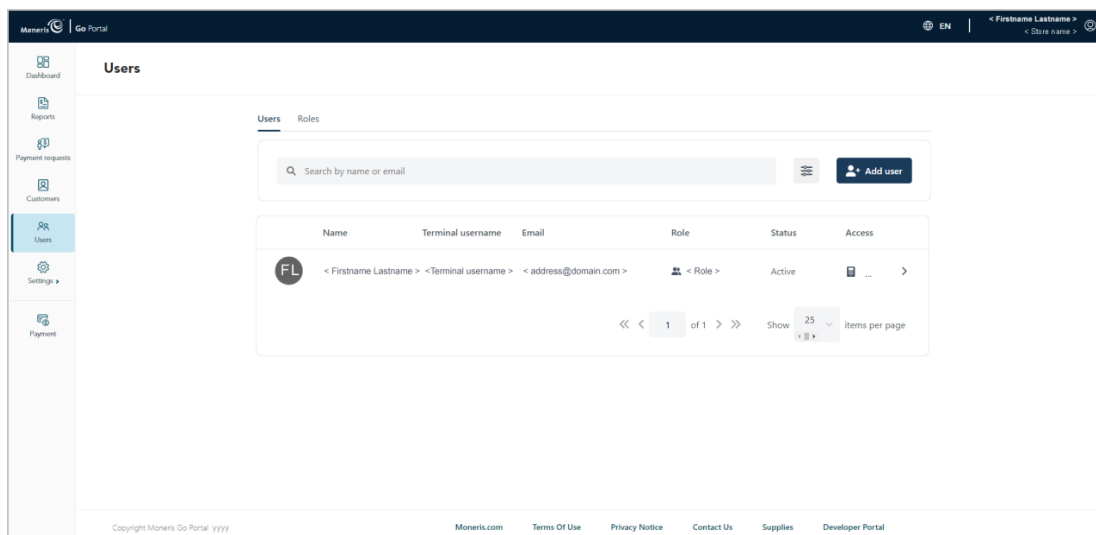 Moneris Go Portal
EN
< Firstname Lastname >
< Store name >
Dashboard
Reports
Payment requests
Customers
Users
Settings
Payment
Users
Users Roles
Search by name or email
Add user
Name Terminal username Email Role Status Access
FL < Firstname Lastname > <Terminal username > < address@domain.com > < Role > Active ...
1 of 1 Show 25 items per page
Copyright Moneris Go Portal yyyy Moneris.com Terms Of Use Privacy Notice Contact Us Supplies Developer Portal